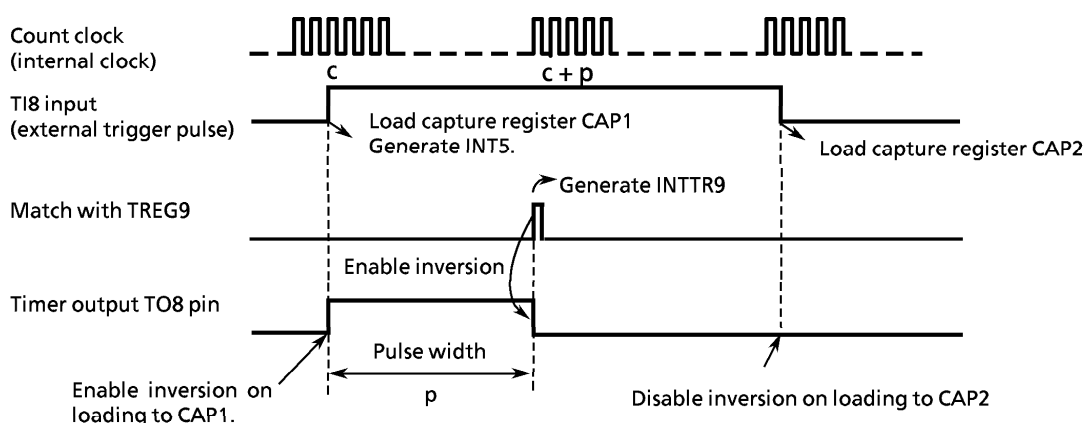 Count clock
(internal clock)
c
c + p
TI8 input
(external trigger pulse)
Load capture register CAP1
Generate INT5.
Load capture register CAP2
Generate INTTR9
Match with TREG9
Enable inversion
Timer output TO8 pin
Pulse width
p
Enable inversion on
loading to CAP1.
Disable inversion on loading to CAP2